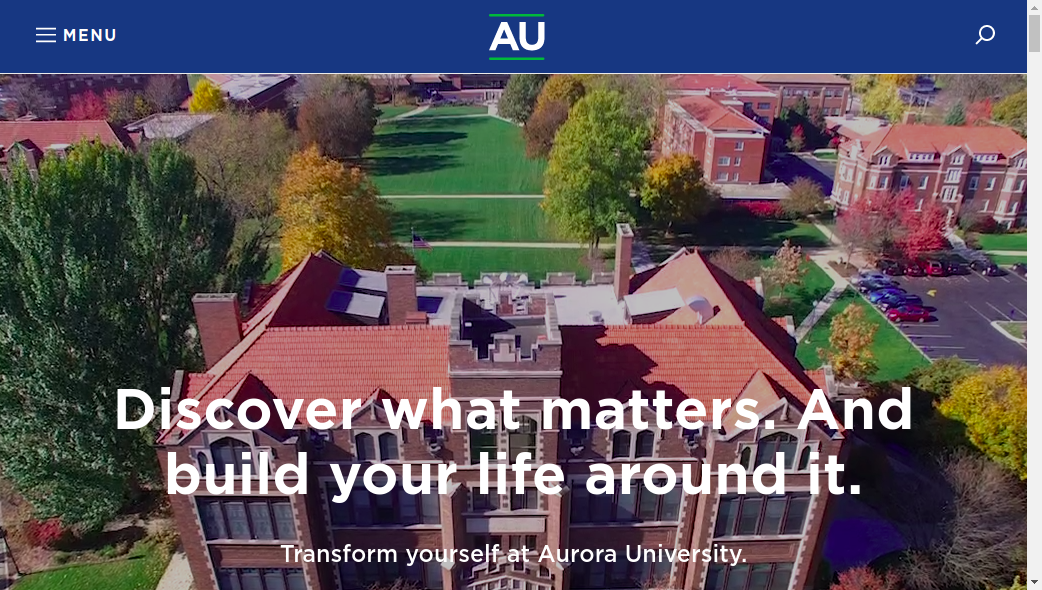 MENU
AU
Discover what matters. And
build your life around it.
Transform yourself at Aurora University.